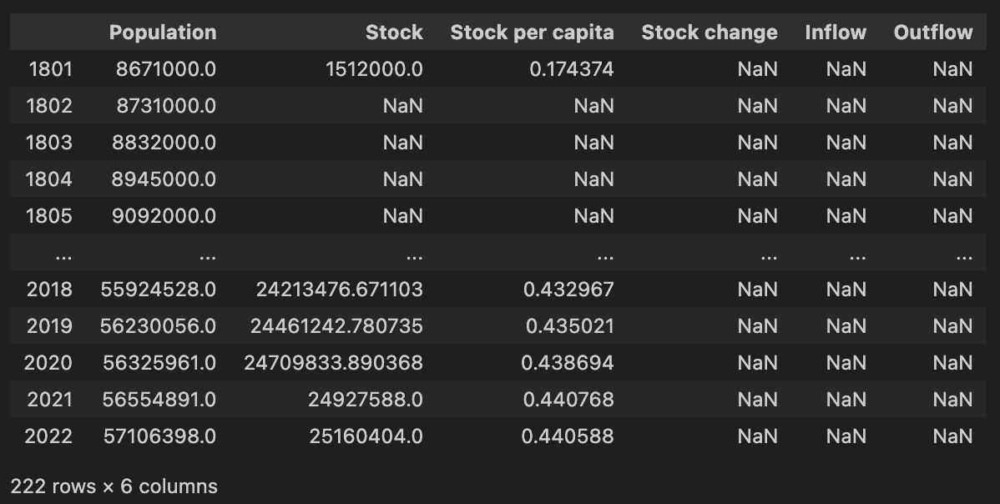 Population Stock Stock per capita Stock change Inflow Outflow
1801 8671000.0 1512000.0 0.174374 NaN NaN NaN
1802 8731000.0 NaN NaN NaN NaN NaN
1803 8832000.0 NaN NaN NaN NaN NaN
1804 8945000.0 NaN NaN NaN NaN NaN
1805 9092000.0 NaN NaN NaN NaN NaN
... ... ... ... ... ... ...
2018 55924528.0 24213476.671103 0.432967 NaN NaN NaN
2019 56230056.0 24461242.780735 0.435021 NaN NaN NaN
2020 56325961.0 24709833.890368 0.438694 NaN NaN NaN
2021 56554891.0 24927588.0 0.440768 NaN NaN NaN
2022 57106398.0 25160404.0 0.440588 NaN NaN NaN
222 rows × 6 columns